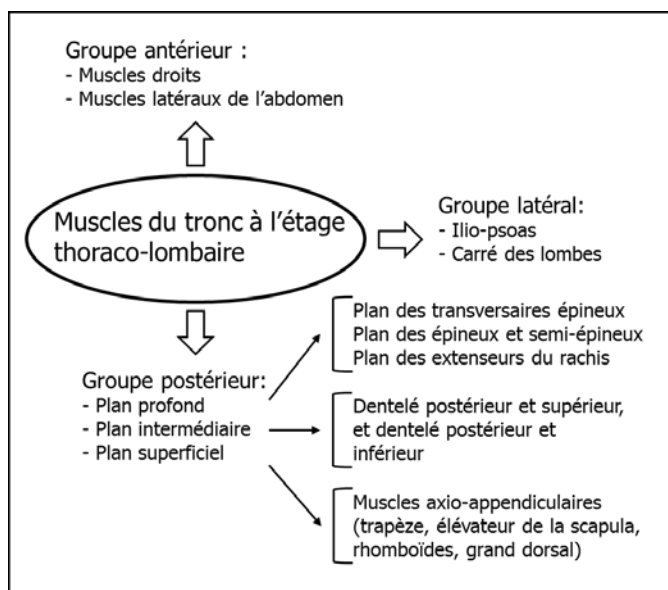 Groupe antérieur :
- Muscles droits
- Muscles latéraux de l'abdomen
Muscles du tronc à l'étage
thoraco-lombaire
Groupe latéral:
- Ilio-psoas
- Carré des lombes
Groupe postérieur:
- Plan profond
- Plan intermédiaire
- Plan superficiel
Plan des transversaires épineux
Plan des épineux et semi-épineux
Plan des extenseurs du rachis
Dentelé postérieur et supérieur,
et dentelé postérieur et
inférieur
Muscles axio-appendiculaires
(trapèze, élévateur de la scapula,
rhomboïdes, grand dorsal)